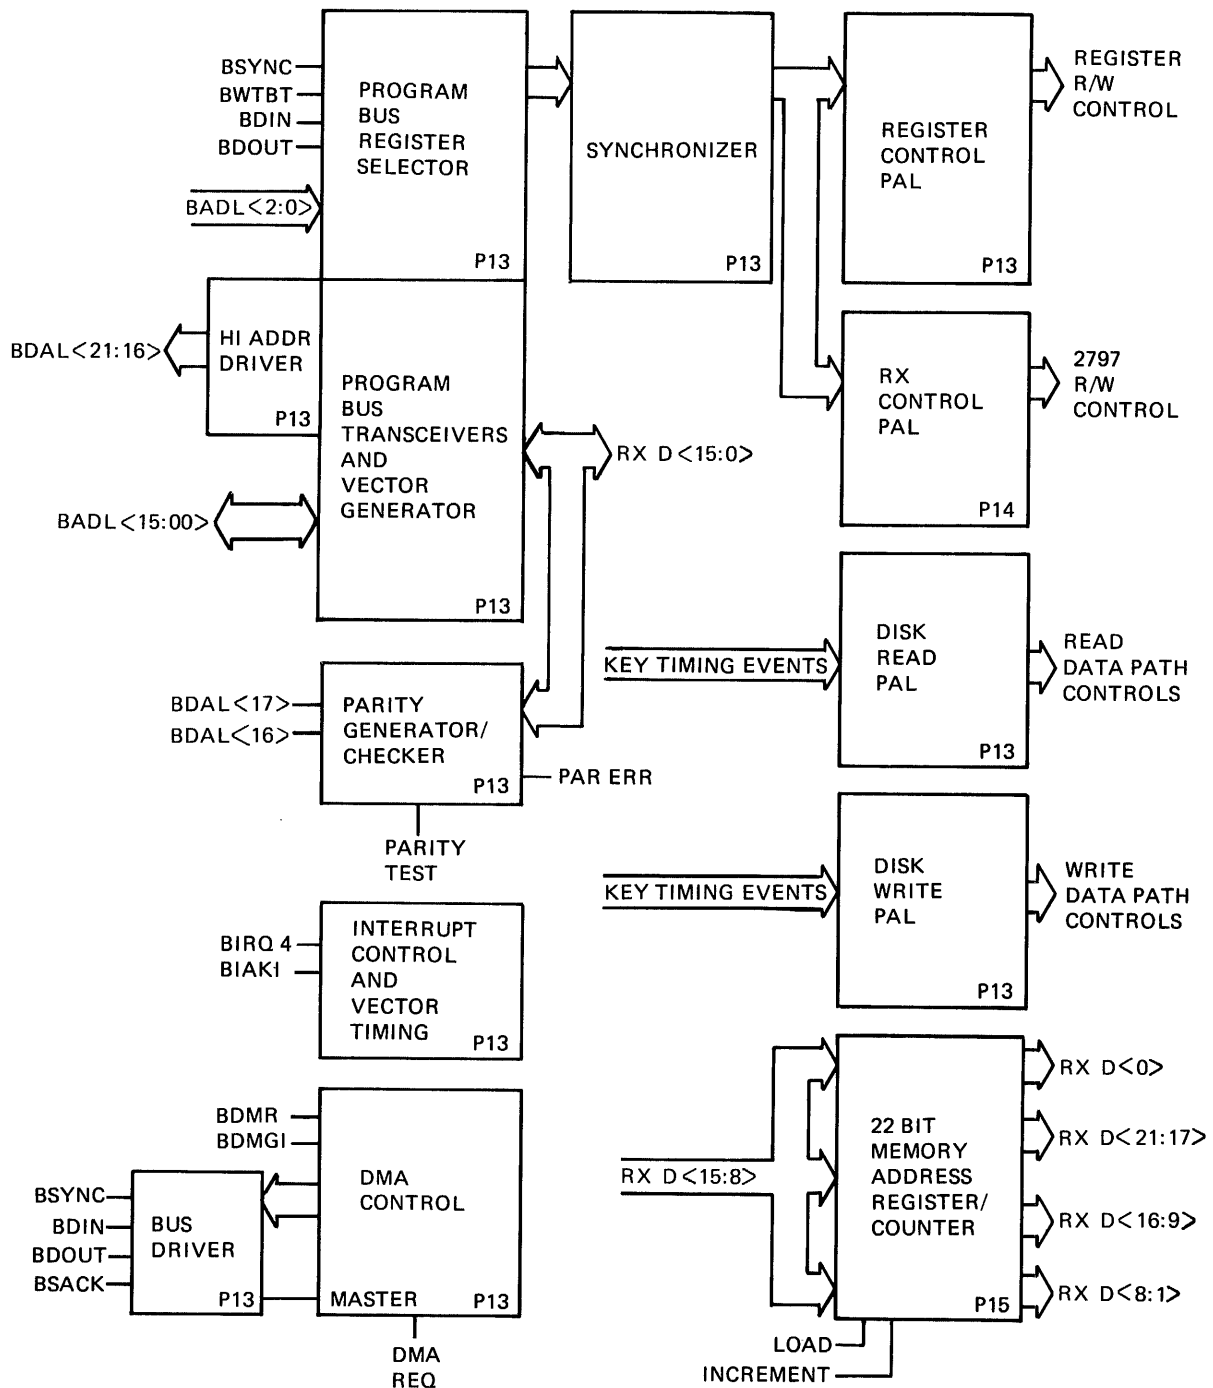 BSYNC
BWTBT
BDIN
BDOUT
BADL<2:0>
PROGRAM
BUS
REGISTER
SELECTOR
P13
SYNCHRONIZER
P13
REGISTER
CONTROL
PAL
P13
REGISTER
R/W
CONTROL
BDAL<21:16>
HI ADDR
DRIVER
P13
PROGRAM
BUS
TRANSCEIVERS
AND
VECTOR
GENERATOR
P13
BADL<15:00>
RX D<15:0>
RX
CONTROL
PAL
P14
2797
R/W
CONTROL
KEY TIMING EVENTS
DISK
READ
PAL
P13
READ
DATA PATH
CONTROLS
BDAL<17>
BDAL<16>
PARITY
GENERATOR/
CHECKER
P13
PAR ERR
PARITY
TEST
KEY TIMING EVENTS
DISK
WRITE
PAL
P13
WRITE
DATA PATH
CONTROLS
BIRQ 4
BIAKI
INTERRUPT
CONTROL
AND
VECTOR
TIMING
P13
BDMR
BDMGI
DMA
CONTROL
MASTER
P13
BSYNC
BDIN
BDOUT
BSACK
BUS
DRIVER
P13
DMA
REQ
RX D<15:8>
22 BIT
MEMORY
ADDRESS
REGISTER/
COUNTER
P15
RX D<0>
RX D<21:17>
RX D<16:9>
RX D<8:1>
LOAD
INCREMENT